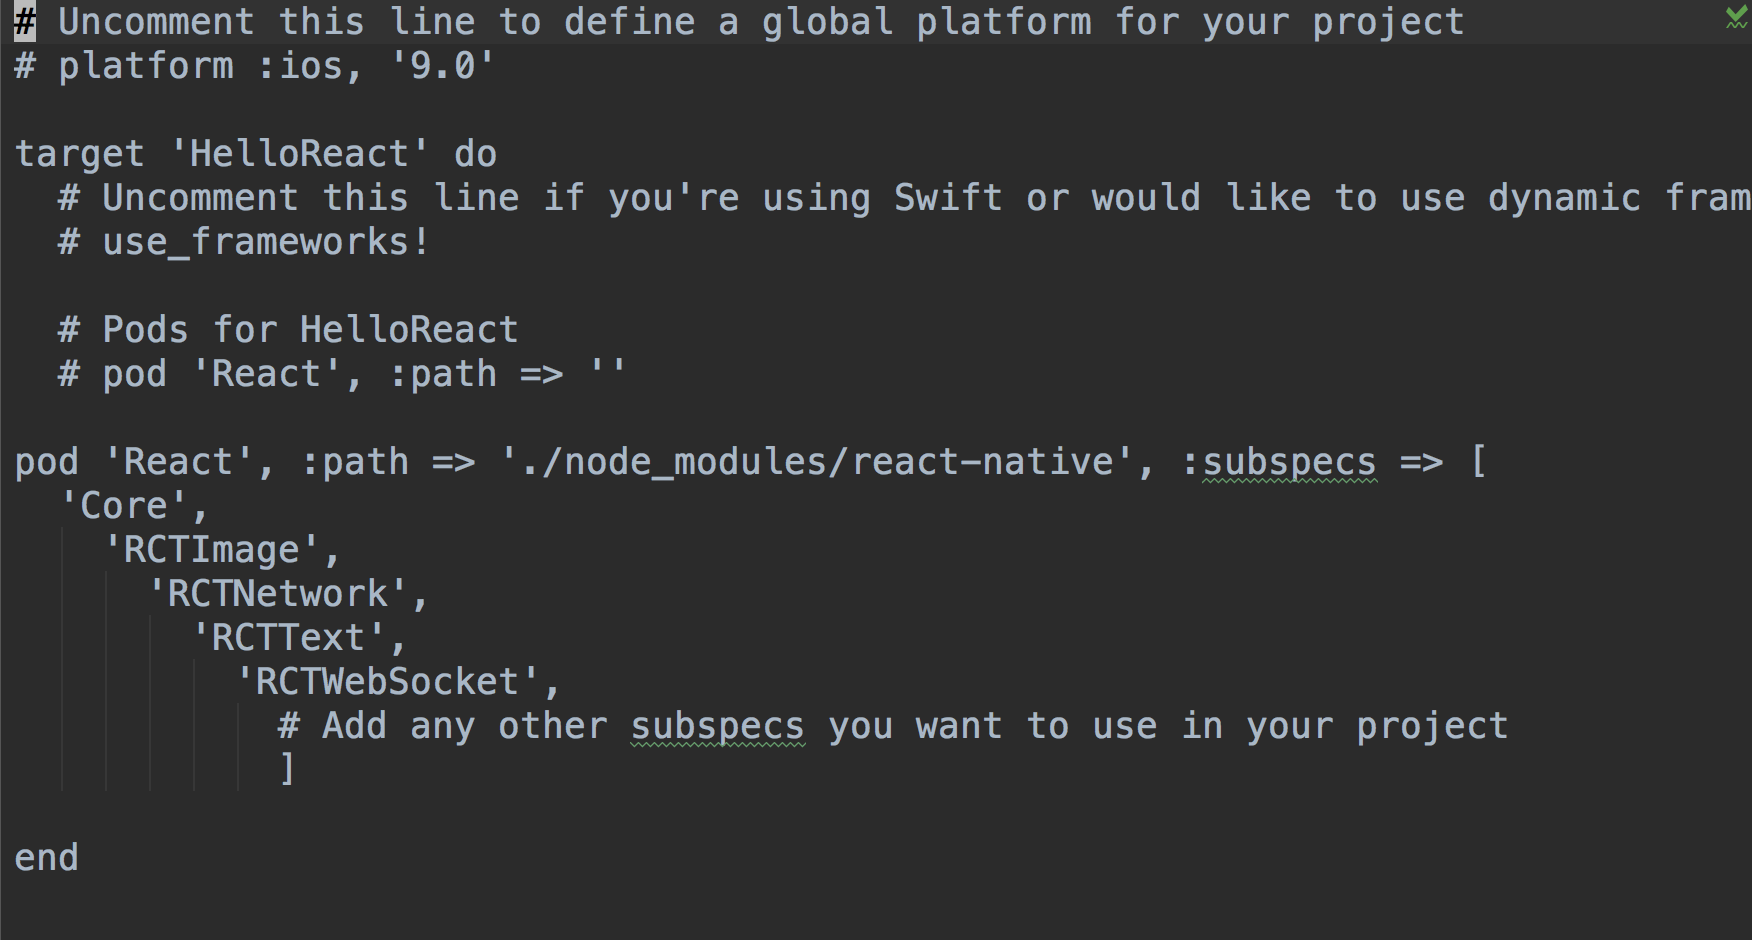 # Uncomment this line to define a global platform for your project
# platform :ios, '9.0'
target 'HelloReact' do
# Uncomment this line if you're using Swift or would like to use dynamic fram
# use_frameworks!
# Pods for HelloReact
# pod 'React', :path => ''
pod 'React', :path => './node_modules/react-native', :subspecs => [
'Core',
'RCTImage',
'RCTNetwork',
'RCTText',
'RCTWebSocket',
# Add any other subspecs you want to use in your project
]
end